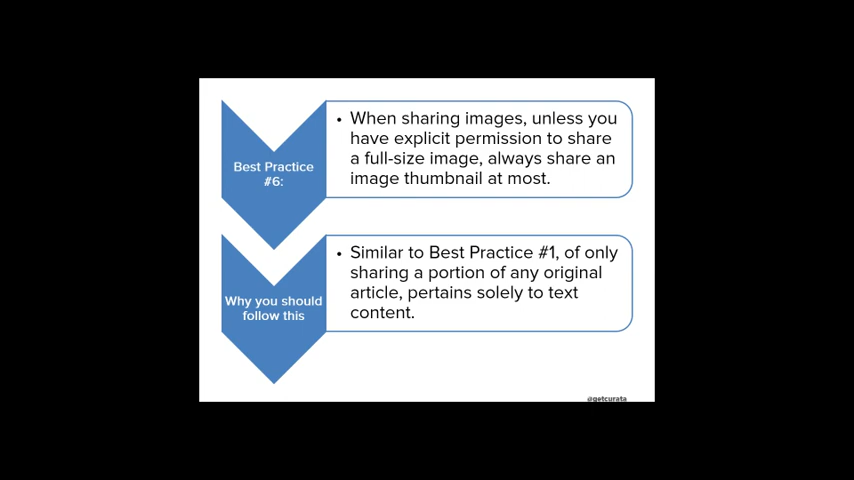 Best Practice
#6:
• When sharing images, unless you
have explicit permission to share
a full-size image, always share an
image thumbnail at most.
Why you should
follow this
• Similar to Best Practice #1, of only
sharing a portion of any original
article, pertains solely to text
content.
@getcurata